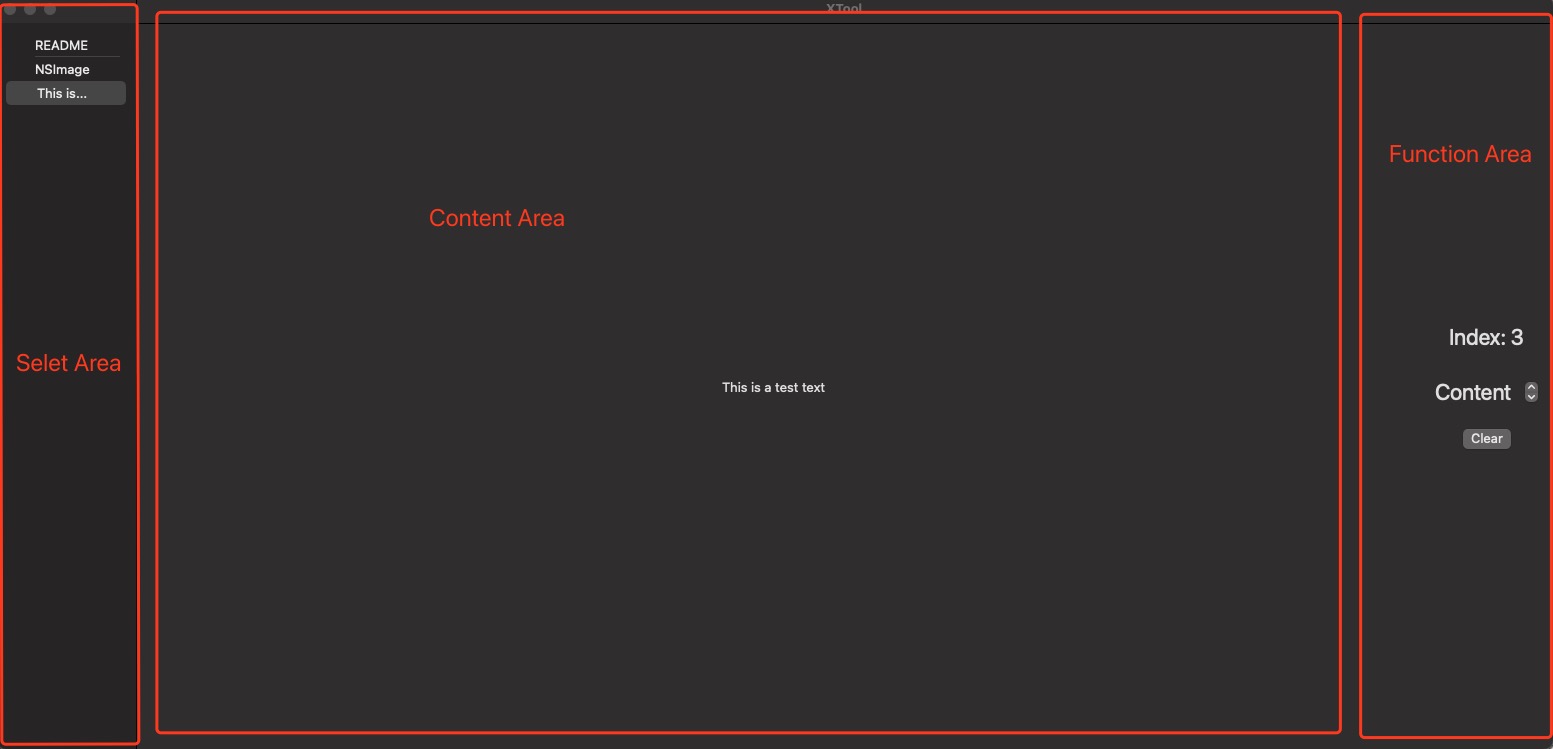 XTool
README
NSImage
This is...
Selet Area
Content Area
This is a test text
Function Area
Index: 3
Content
Clear